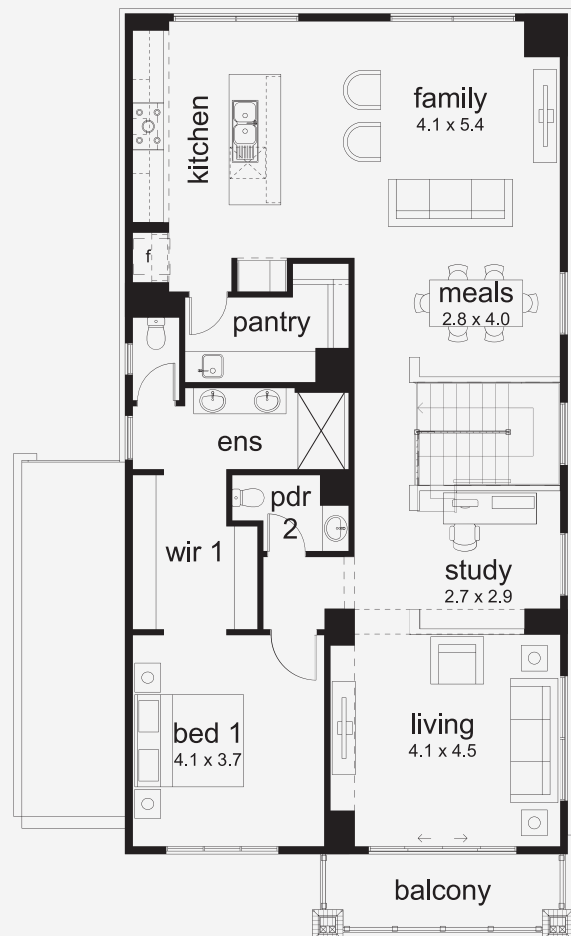 kitchen
family
4.1 x 5.4
f
meals
2.8 x 4.0
pantry
ens
pdr
2
wir 1
study
2.7 x 2.9
bed 1
4.1 x 3.7
living
4.1 x 4.5
balcony